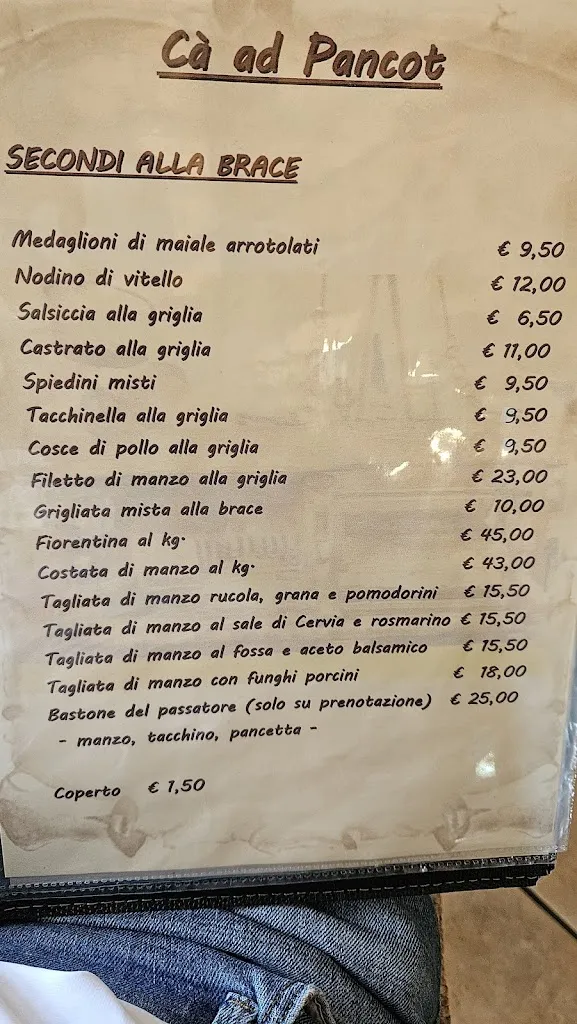 Cà ad Pancot
SECONDI ALLA BRACE
Medaglioni di maiale arrotolati € 9,50
Nodino di vitello € 12,00
Salsiccia alla griglia € 6,50
Castrato alla griglia € 11,00
Spiedini misti € 9,50
Tacchinella alla griglia € 9,50
Cosce di pollo alla griglia € 9,50
Filetto di manzo alla griglia € 23,00
Grigliata mista alla brace € 10,00
Fiorentina al kg. € 45,00
Costata di manzo al kg. € 43,00
Tagliata di manzo rucola, grana e pomodorini € 15,50
Tagliata di manzo al sale di Cervia e rosmarino € 15,50
Tagliata di manzo al fossa e aceto balsamico € 15,50
Tagliata di manzo con funghi porcini € 18,00
Bastone del passatore (solo su prenotazione) € 25,00
- manzo, tacchino, pancetta -
Coperto € 1,50